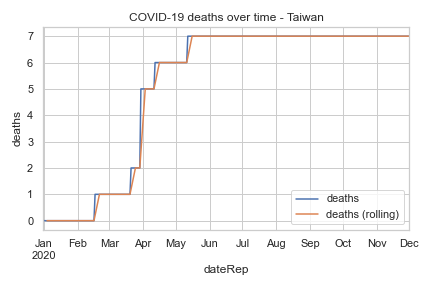 COVID-19 deaths over time - Taiwan
deaths
7
6
5
4
3
2
1
0
deaths
deaths (rolling)
Jan Feb Mar Apr May Jun Jul Aug Sep Oct Nov Dec
2020
dateRep